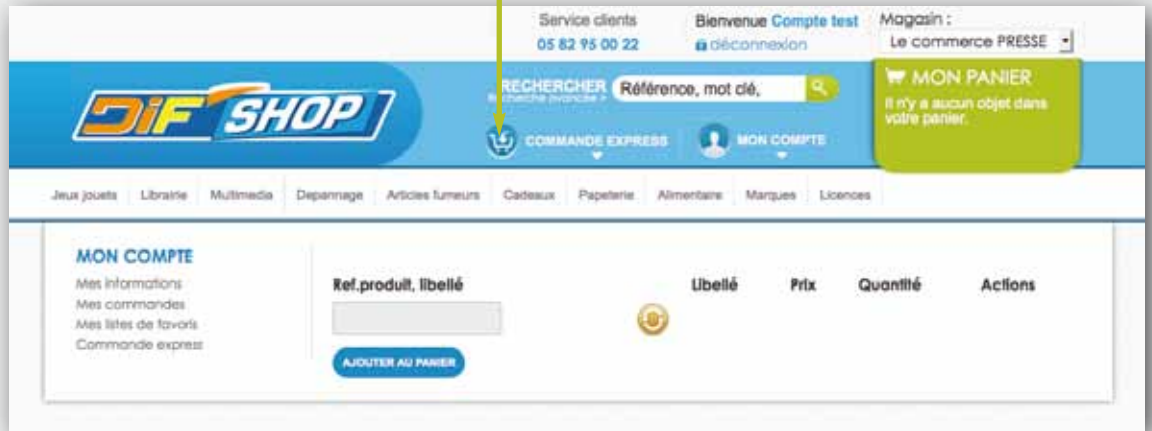 Service clients
05 82 95 00 22
Bienvenue Compte test
déconnexion
Magasin :
Le commerce PRESSE
DiF SHOP
RECHERCHER
Recherche avancée >
Référence, mot clé,
COMMANDE EXPRESS
MON COMPTE
MON PANIER
Il n'y a aucun objet dans
votre panier.
Jeux jouets Librairie Multimedia Depannage Articles fumeurs Cadeaux Papeterie Alimentaire Marques Licences
MON COMPTE
Mes informations
Mes commandes
Mes listes de favoris
Commande express
Ref.produit, libellé Libellé Prix Quantité Actions
AJOUTER AU PANIER